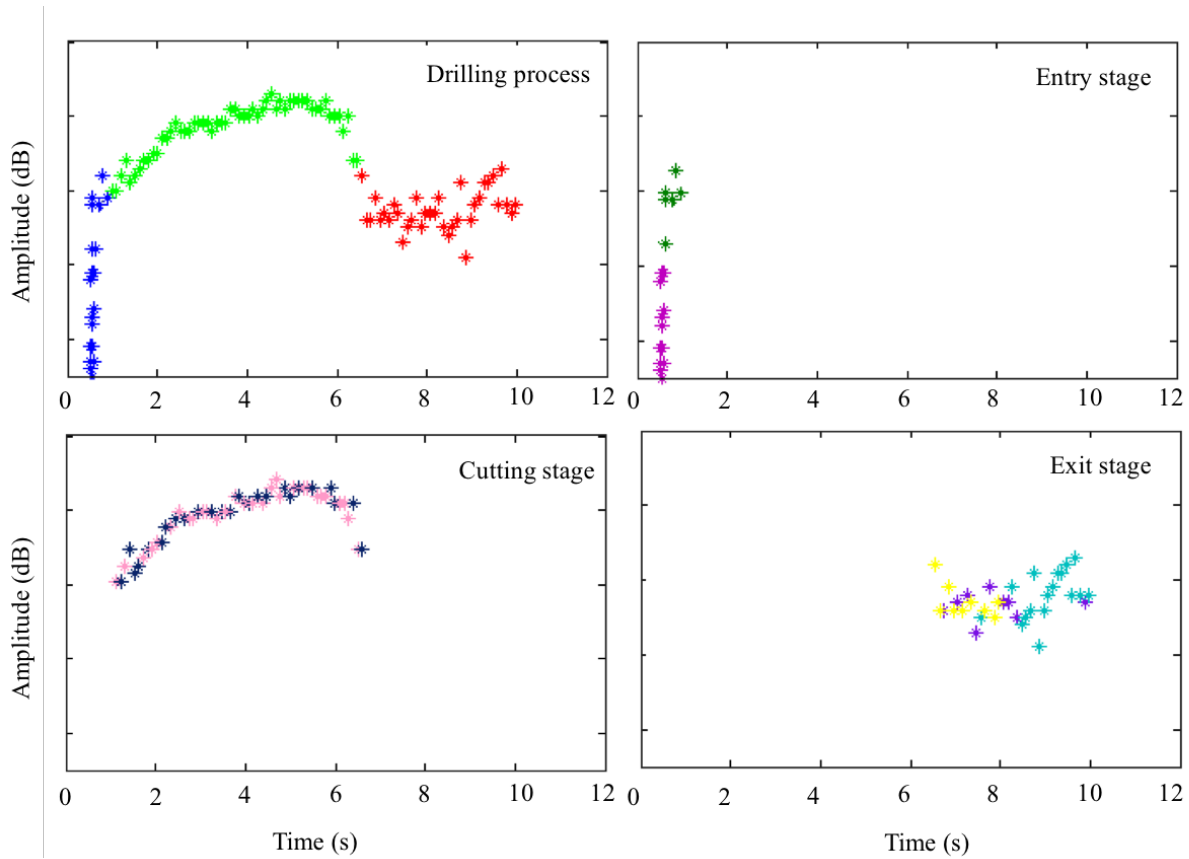 Drilling process
Amplitude (dB)
0 2 4 6 8 10 12
Entry stage
0 2 4 6 8 10 12
Cutting stage
Amplitude (dB)
0 2 4 6 8 10 12
Time (s)
Exit stage
0 2 4 6 8 10 12
Time (s)